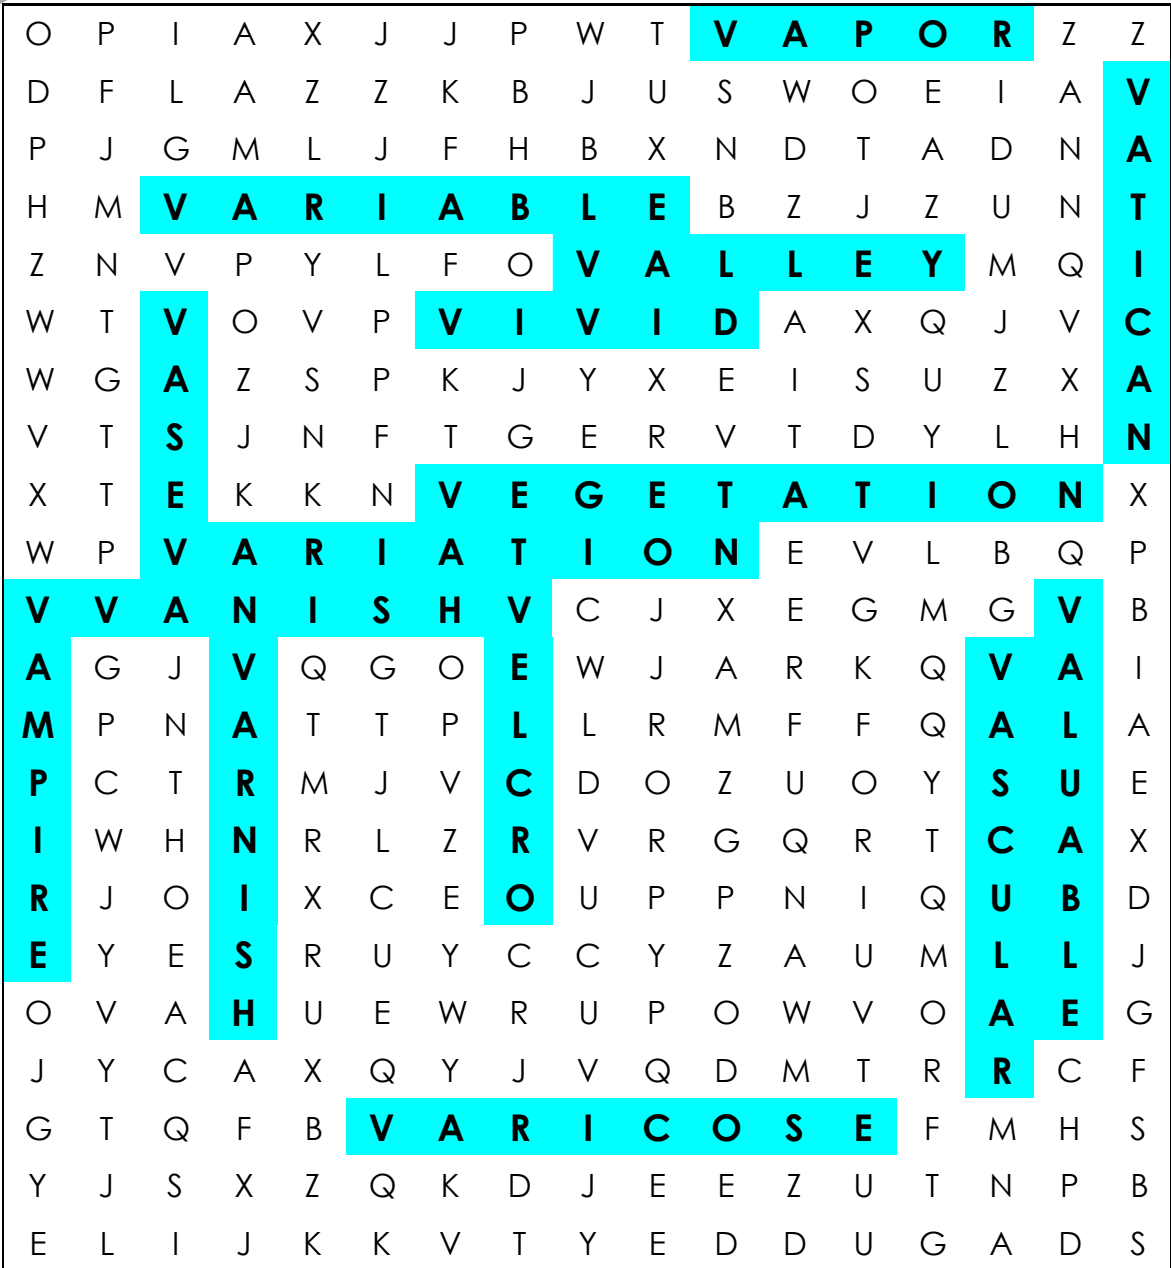 O P I A X J J P W T V A P O R Z Z
D F L A Z Z K B J U S W O E I A V
P J G M L J F H B X N D T A D N A
H M V A R I A B L E B Z J Z U N T
Z N V P Y L F O V A L L E Y M Q I
W T V O V P V I V I D A X Q J V C
W G A Z S P K J Y X E I S U Z X A
V T S J N F T G E R V T D Y L H N
X T E K K N V E G E T A T I O N X
W P V A R I A T I O N E V L B Q P
V V A N I S H V C J X E G M G V B
A G J V Q G O E W J A R K Q V A I
M P N A T T P L L R M F F Q A L A
P C T R M J V C D O Z U O Y S U E
I W H N R L Z R V R G Q R T C A X
R J O I X C E O U P P N I Q U B D
E Y E S R U Y C C Y Z A U M L L J
O V A H U E W R U P O W V O A E G
J Y C A X Q Y J V Q D M T R R C F
G T Q F B V A R I C O S E F M H S
Y J S X Z Q K D J E E Z U T N P B
E L I J K K V T Y E D D U G A D S